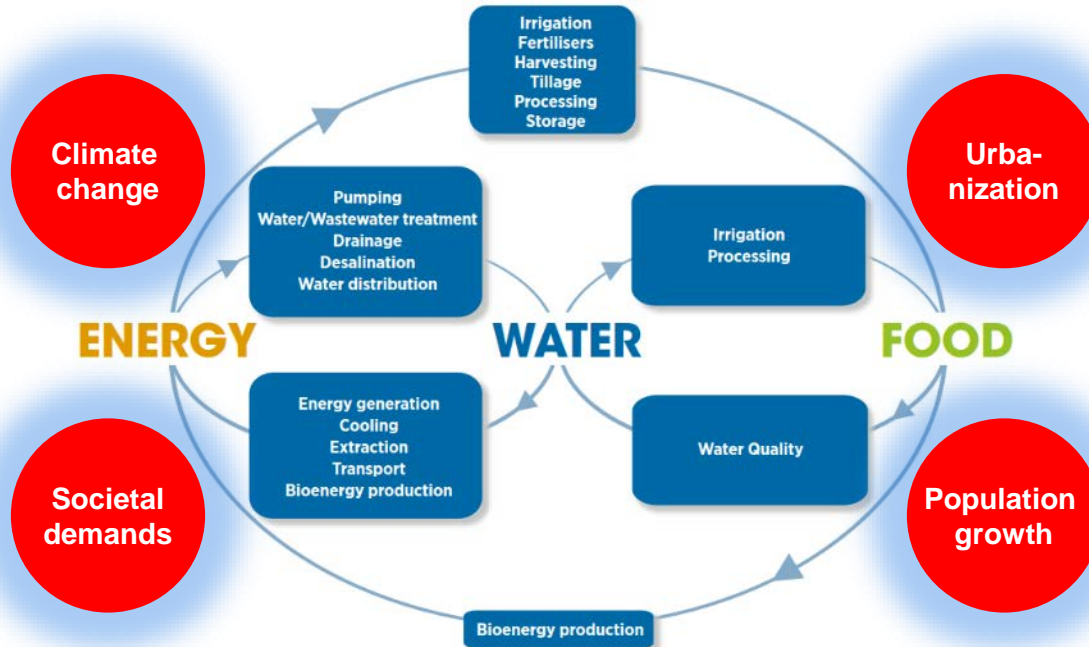 Irrigation
Fertilisers
Harvesting
Tillage
Processing
Storage
Climate
change
Urba-
nization
Pumping
Water/Wastewater treatment
Drainage
Desalination
Water distribution
Irrigation
Processing
ENERGY
WATER
FOOD
Energy generation
Cooling
Extraction
Transport
Bioenergy production
Water Quality
Societal
demands
Population
growth
Bioenergy production